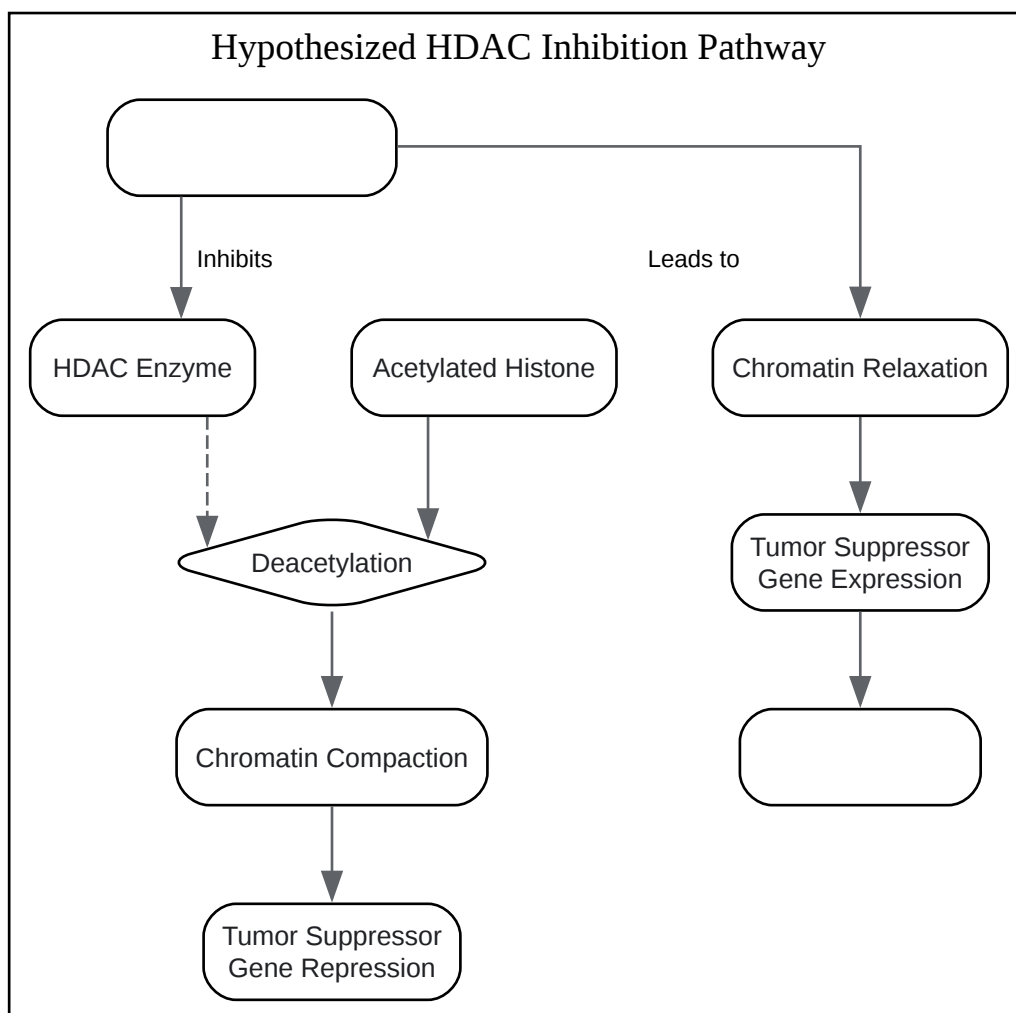 Hypothesized HDAC Inhibition Pathway
Inhibits
Leads to
HDAC Enzyme
Acetylated Histone
Chromatin Relaxation
Deacetylation
Tumor Suppressor
Gene Expression
Chromatin Compaction
Tumor Suppressor
Gene Repression